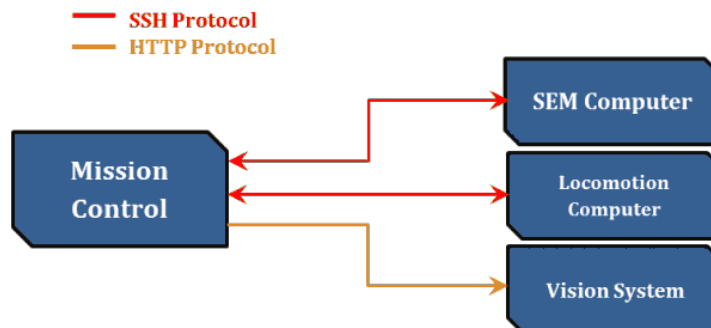 SSH Protocol
HTTP Protocol
SEM Computer
Mission
Control
Locomotion
Computer
Vision System